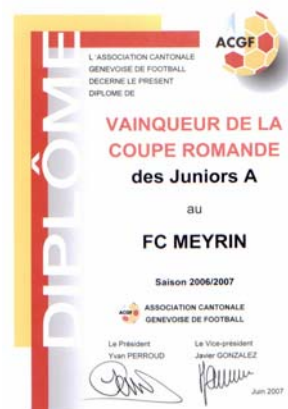 ACGF
L'ASSOCIATION CANTONALE
GENEVOISE DE FOOTBALL
DECERNE LE PRESENT
DIPLOME DE
DIPLÔME
VAINQUEUR DE LA
COUPE ROMANDE
des Juniors A
au
FC MEYRIN
Saison 2006/2007
ACGF
ASSOCIATION CANTONALE
GENEVOISE DE FOOTBALL
Le Président
Yvan PERROUD
Le Vice-président
Javier GONZALEZ
Juin 2007